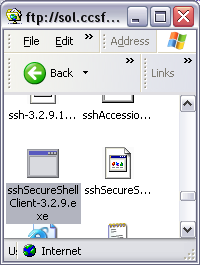 ftp://sol.ccsf...
File Edit » Address »
Back » Links
ssh-3.2.9.1... sshAccessio...
sshSecureShell sshSecureS...
Client-3.2.9.e
xe
Us Internet